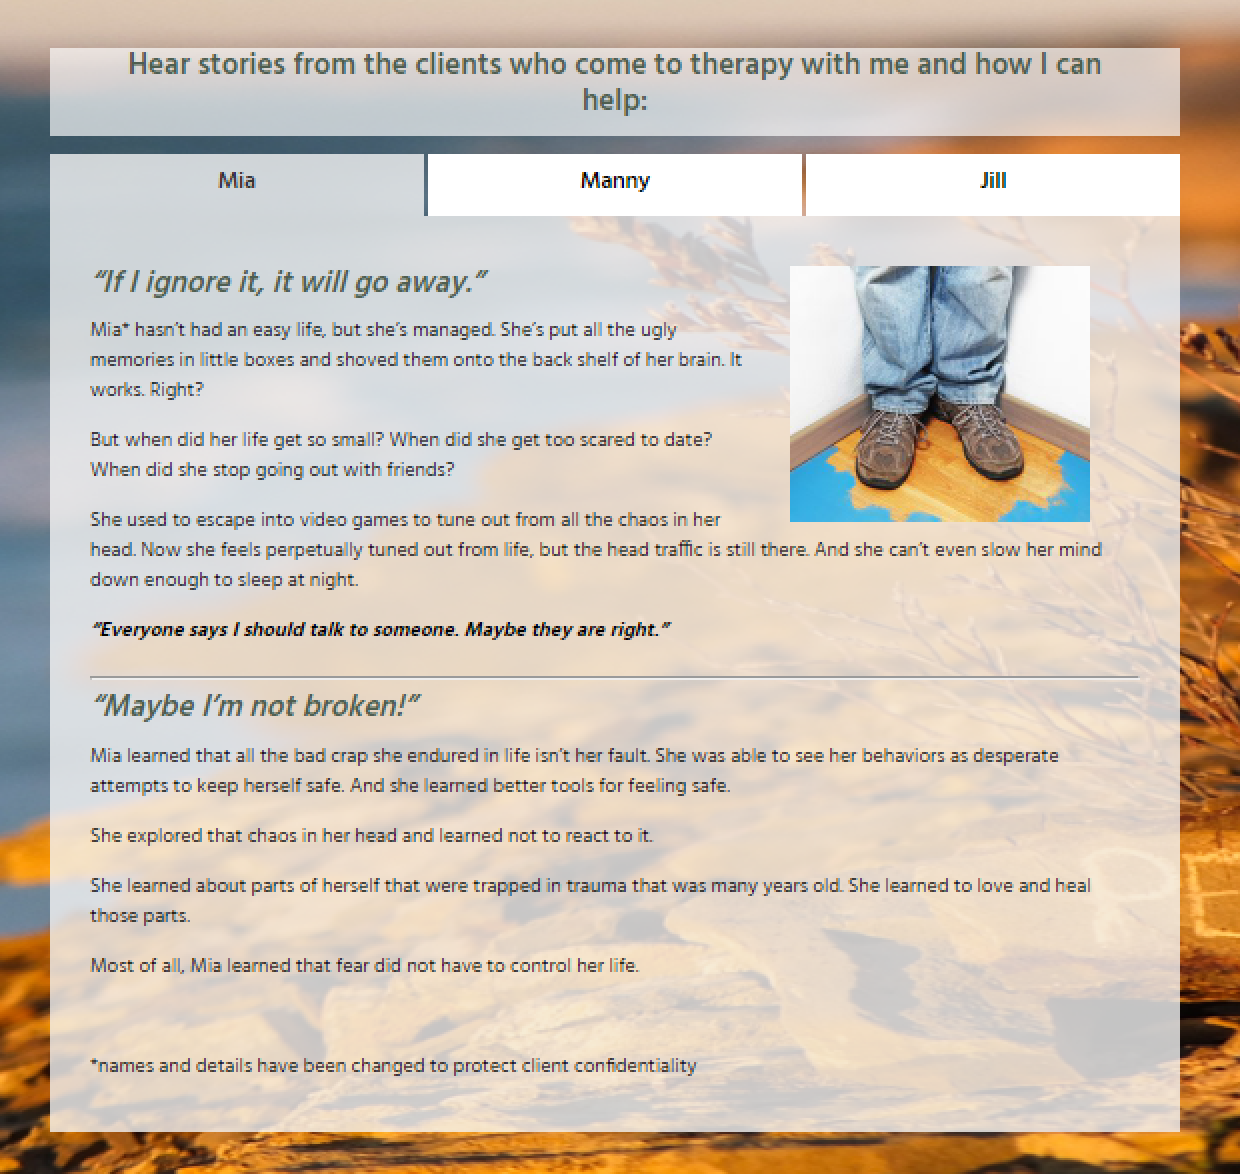 Hear stories from the clients who come to therapy with me and how I can
help:
Mia
Manny
Jill
“If I ignore it, it will go away.”
Mia* hasn’t had an easy life, but she’s managed. She’s put all the ugly
memories in little boxes and shoved them onto the back shelf of her brain. It
works. Right?
But when did her life get so small? When did she get too scared to date?
When did she stop going out with friends?
She used to escape into video games to tune out from all the chaos in her
head. Now she feels perpetually tuned out from life, but the head traffic is still there. And she can’t even slow her mind
down enough to sleep at night.
“Everyone says I should talk to someone. Maybe they are right.”
“Maybe I’m not broken!”
Mia learned that all the bad crap she endured in life isn’t her fault. She was able to see her behaviors as desperate
attempts to keep herself safe. And she learned better tools for feeling safe.
She explored that chaos in her head and learned not to react to it.
She learned about parts of herself that were trapped in trauma that was many years old. She learned to love and heal
those parts.
Most of all, Mia learned that fear did not have to control her life.
*names and details have been changed to protect client confidentiality